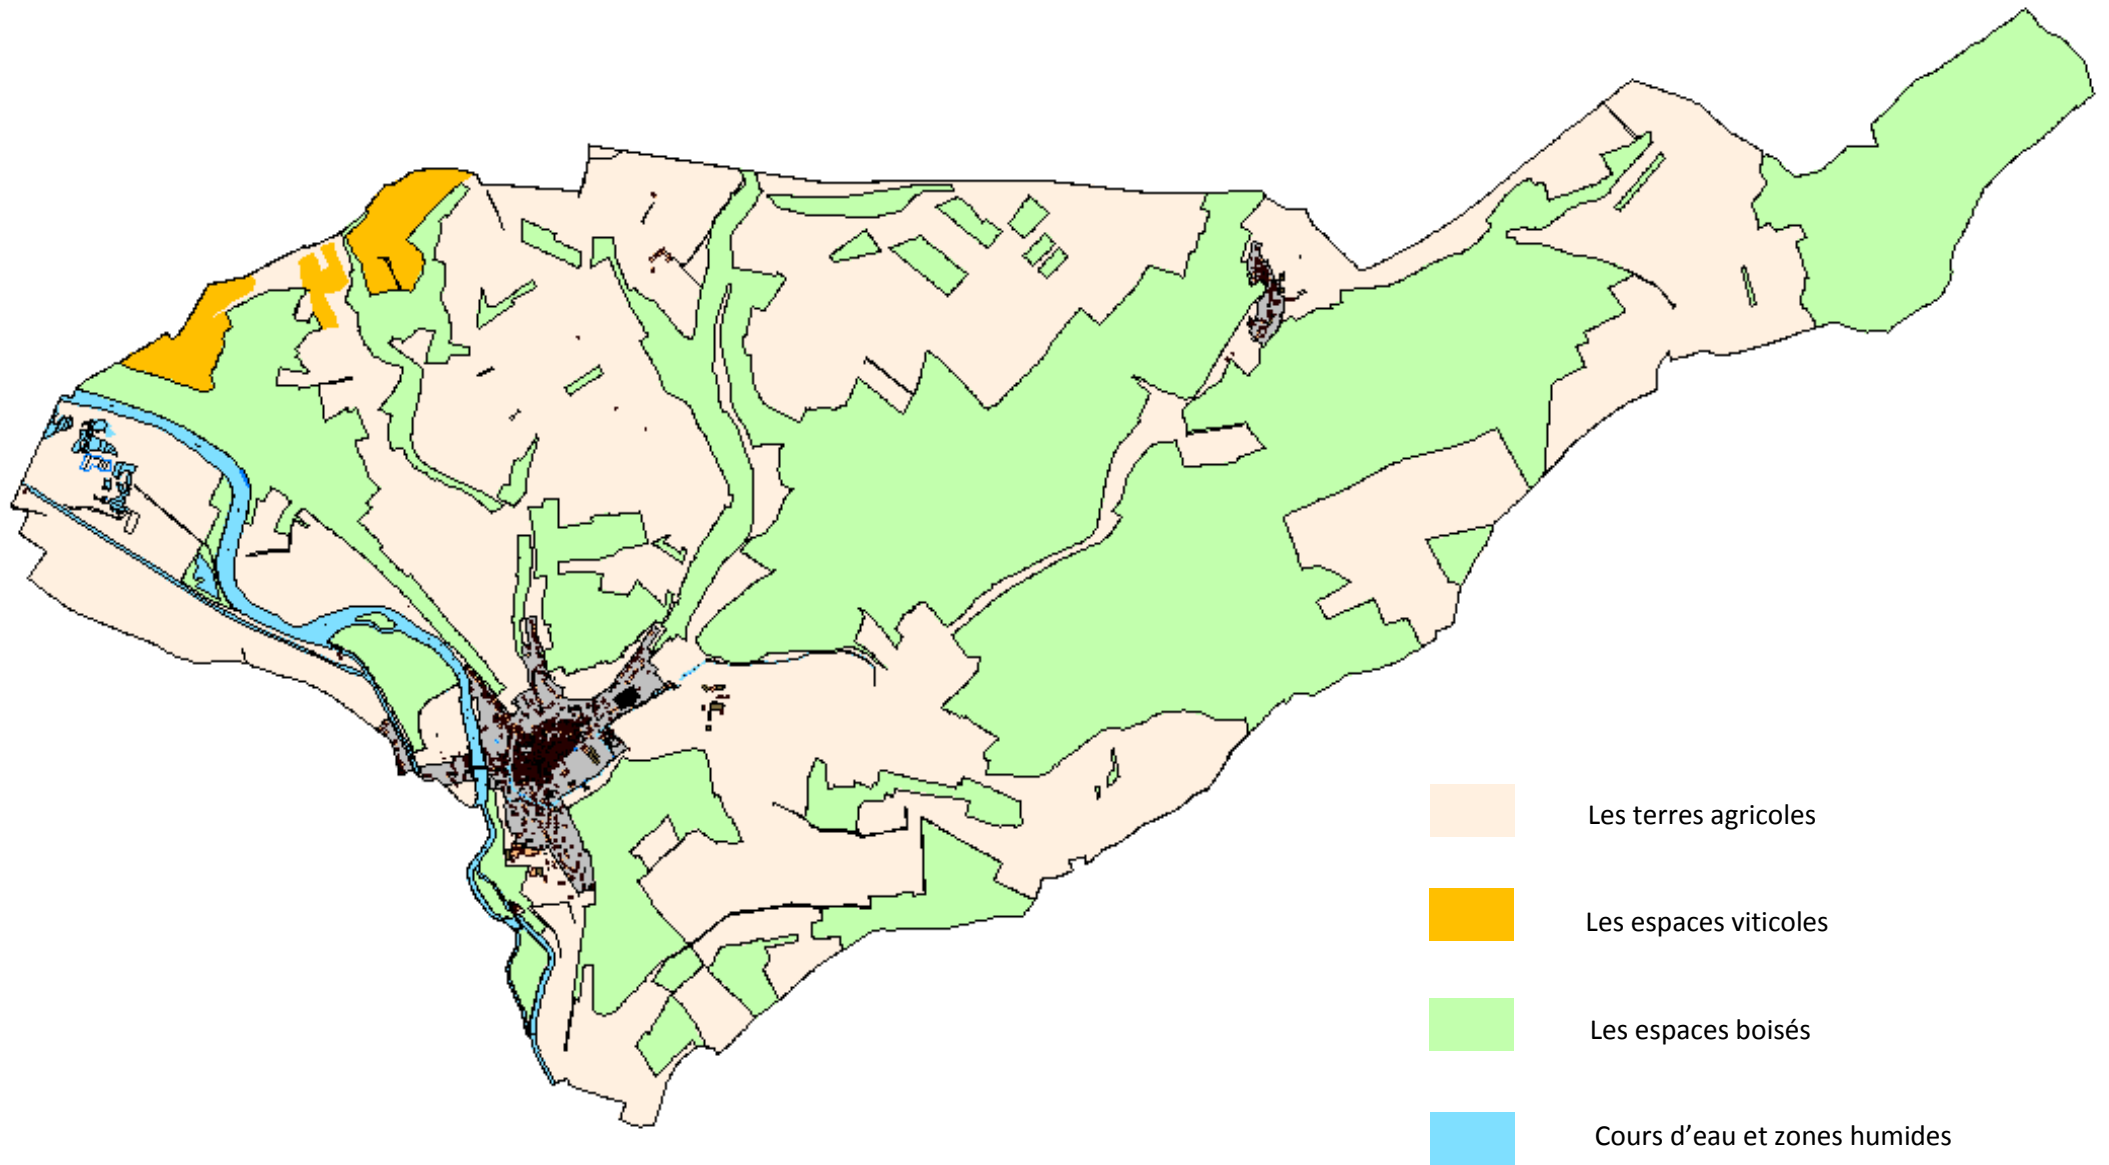 Les terres agricoles
Les espaces viticoles
Les espaces boisés
Cours d’eau et zones humides